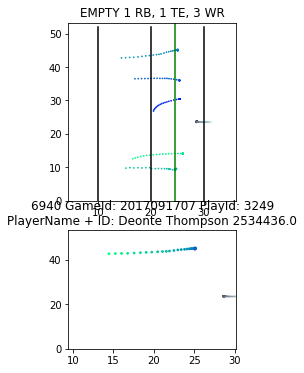 EMPTY 1 RB, 1 TE, 3 WR
50
40
30
20
10
0
10 20 30
6940 GameId: 2017091707 PlayId: 3249
PlayerName + ID: Deonte Thompson 2534436.0
40
20
0
10 15 20 25 30